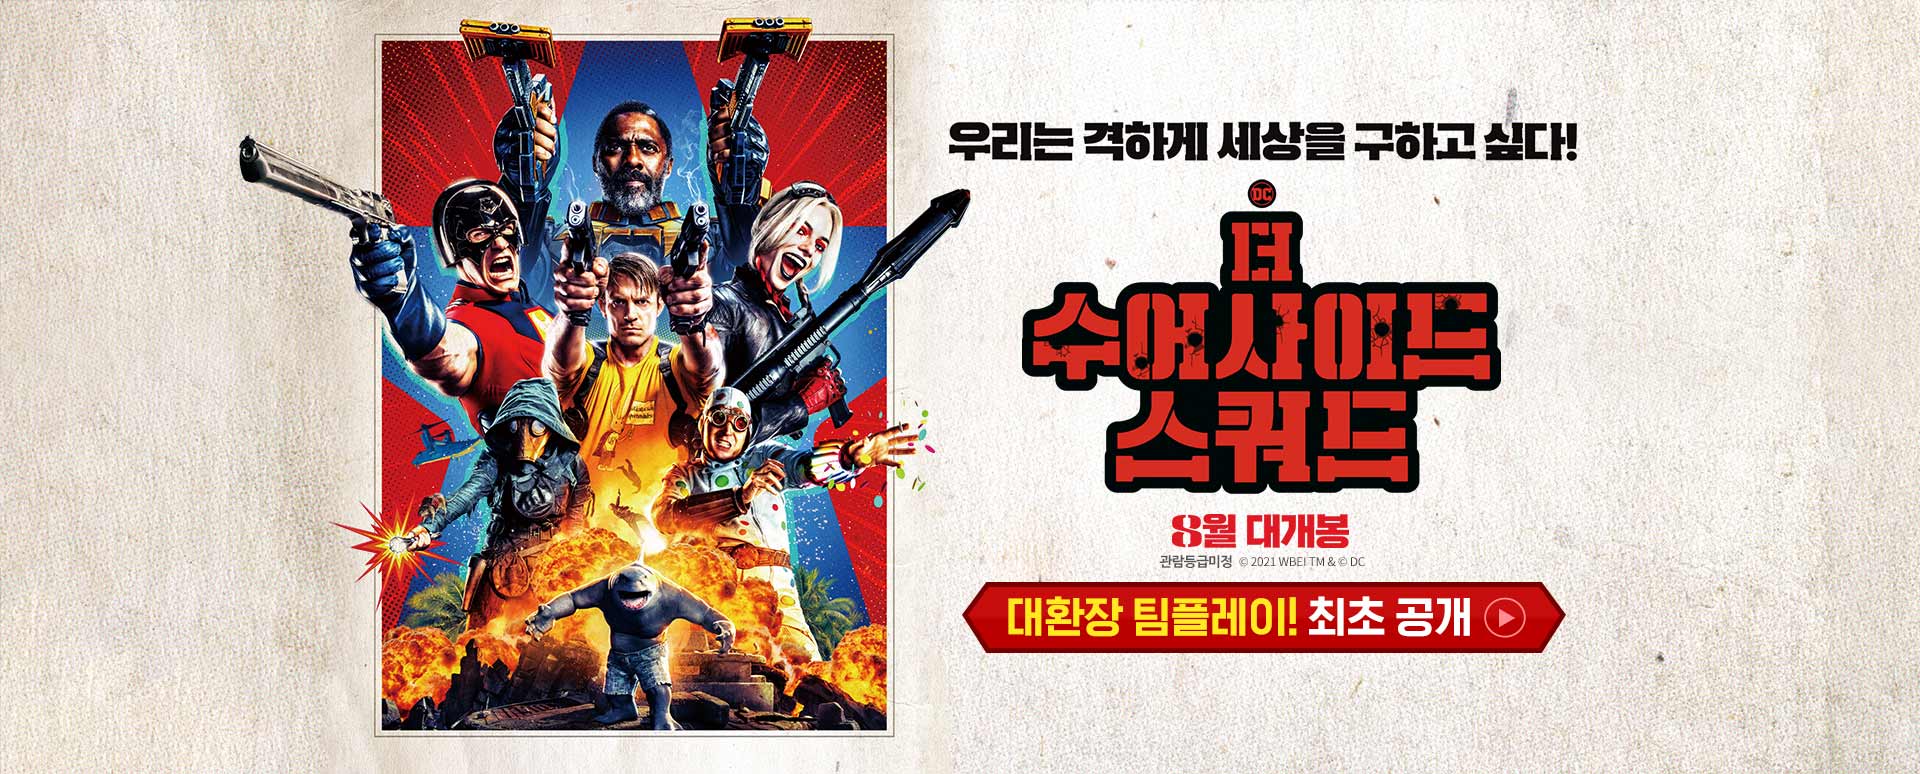 우리는 격하게 세상을 구하고 싶다!
DC
더
수어사이드
스쿼드
8월 대개봉
관람등급미정 © 2021 WBEI TM & © DC
대환장 팀플레이! 최초 공개